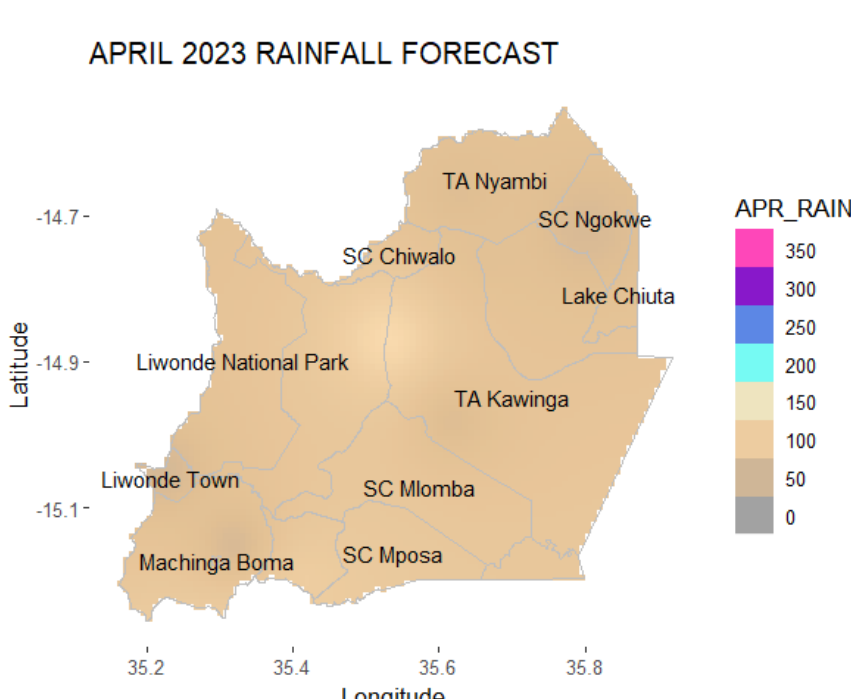 APRIL 2023 RAINFALL FORECAST
TA Nyambi
-14.7
SC Ngokwe
APR_RAIN
350
SC Chiwalo
300
Lake Chiuta
250
Latitude
-14.9
Liwonde National Park
200
TA Kawinga
150
100
Liwonde Town
SC Mlomba
50
-15.1
0
Machinga Boma
SC Mposa
35.2
35.4
35.6
35.8
Longitude